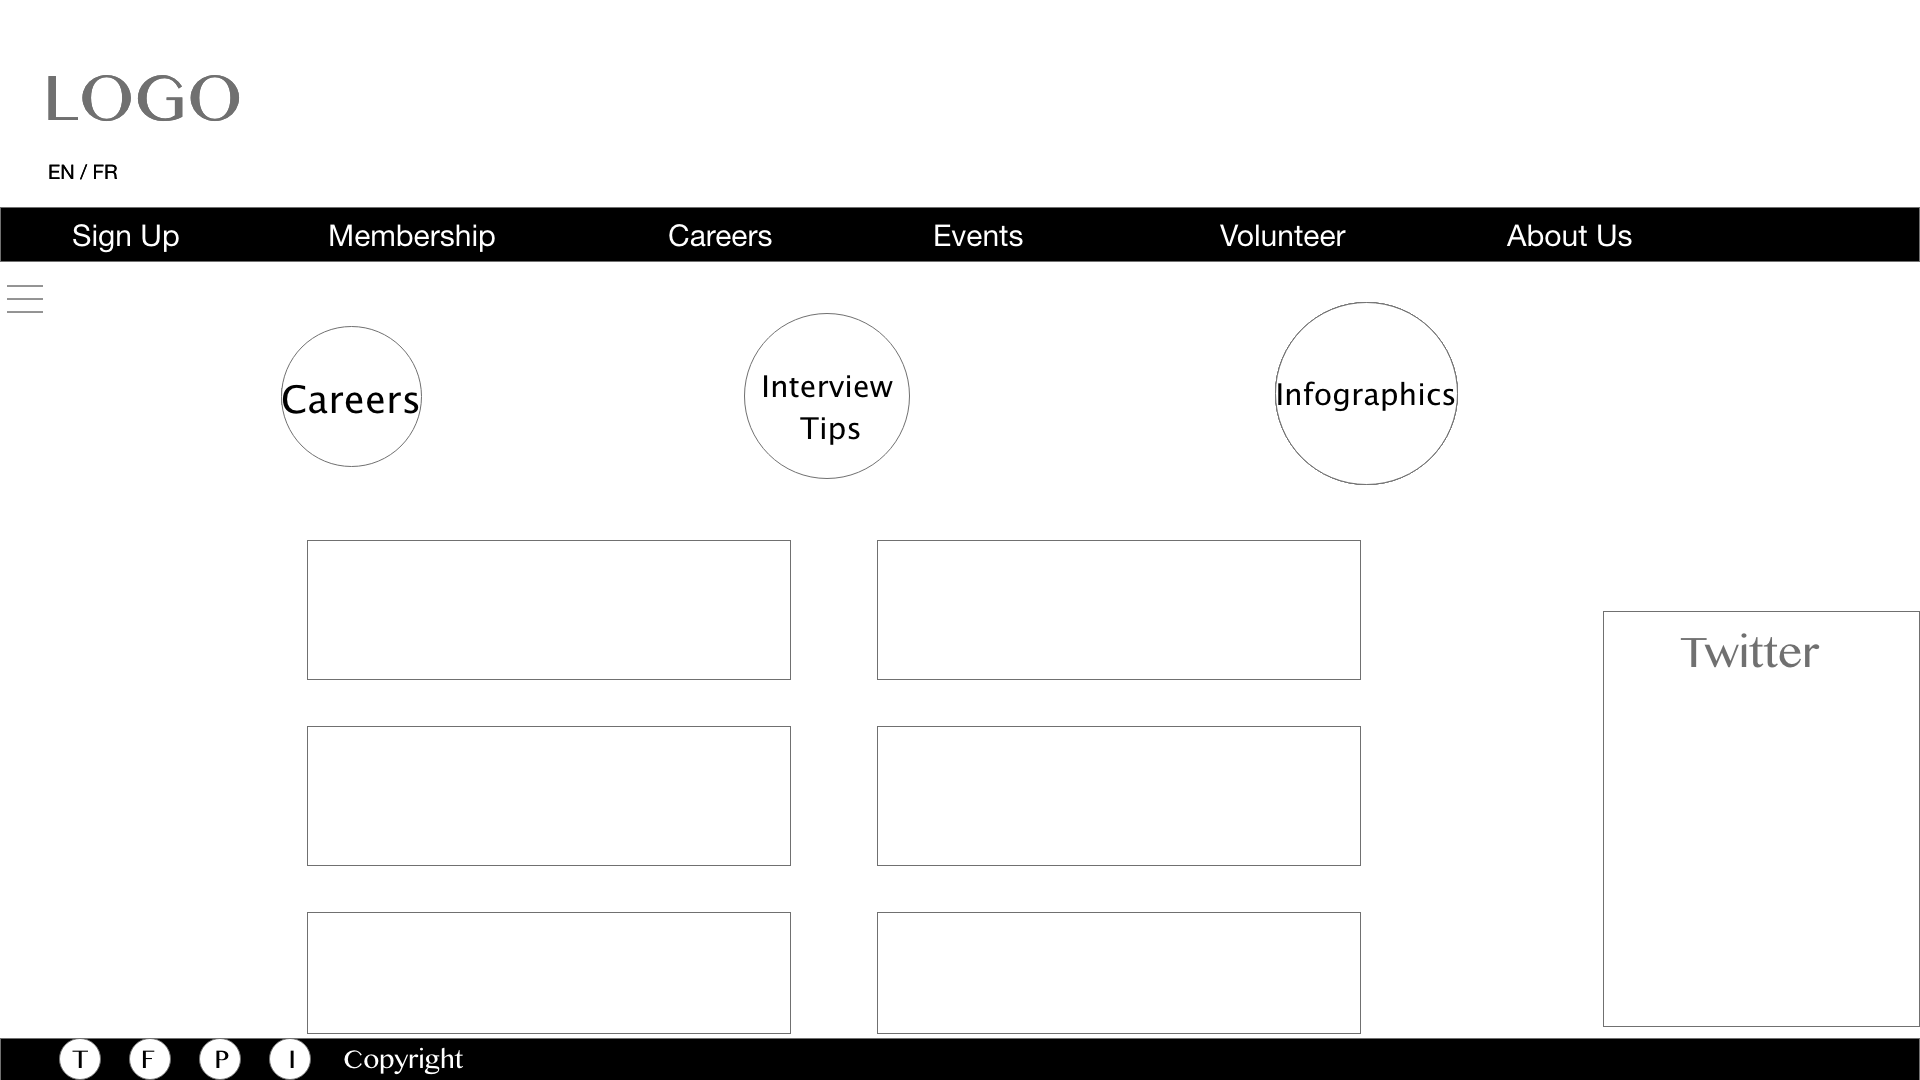 LOGO
EN / FR
Sign Up Membership Careers Events Volunteer About Us
Careers
Interview
Tips
Infographics
Twitter
T F P I Copyright